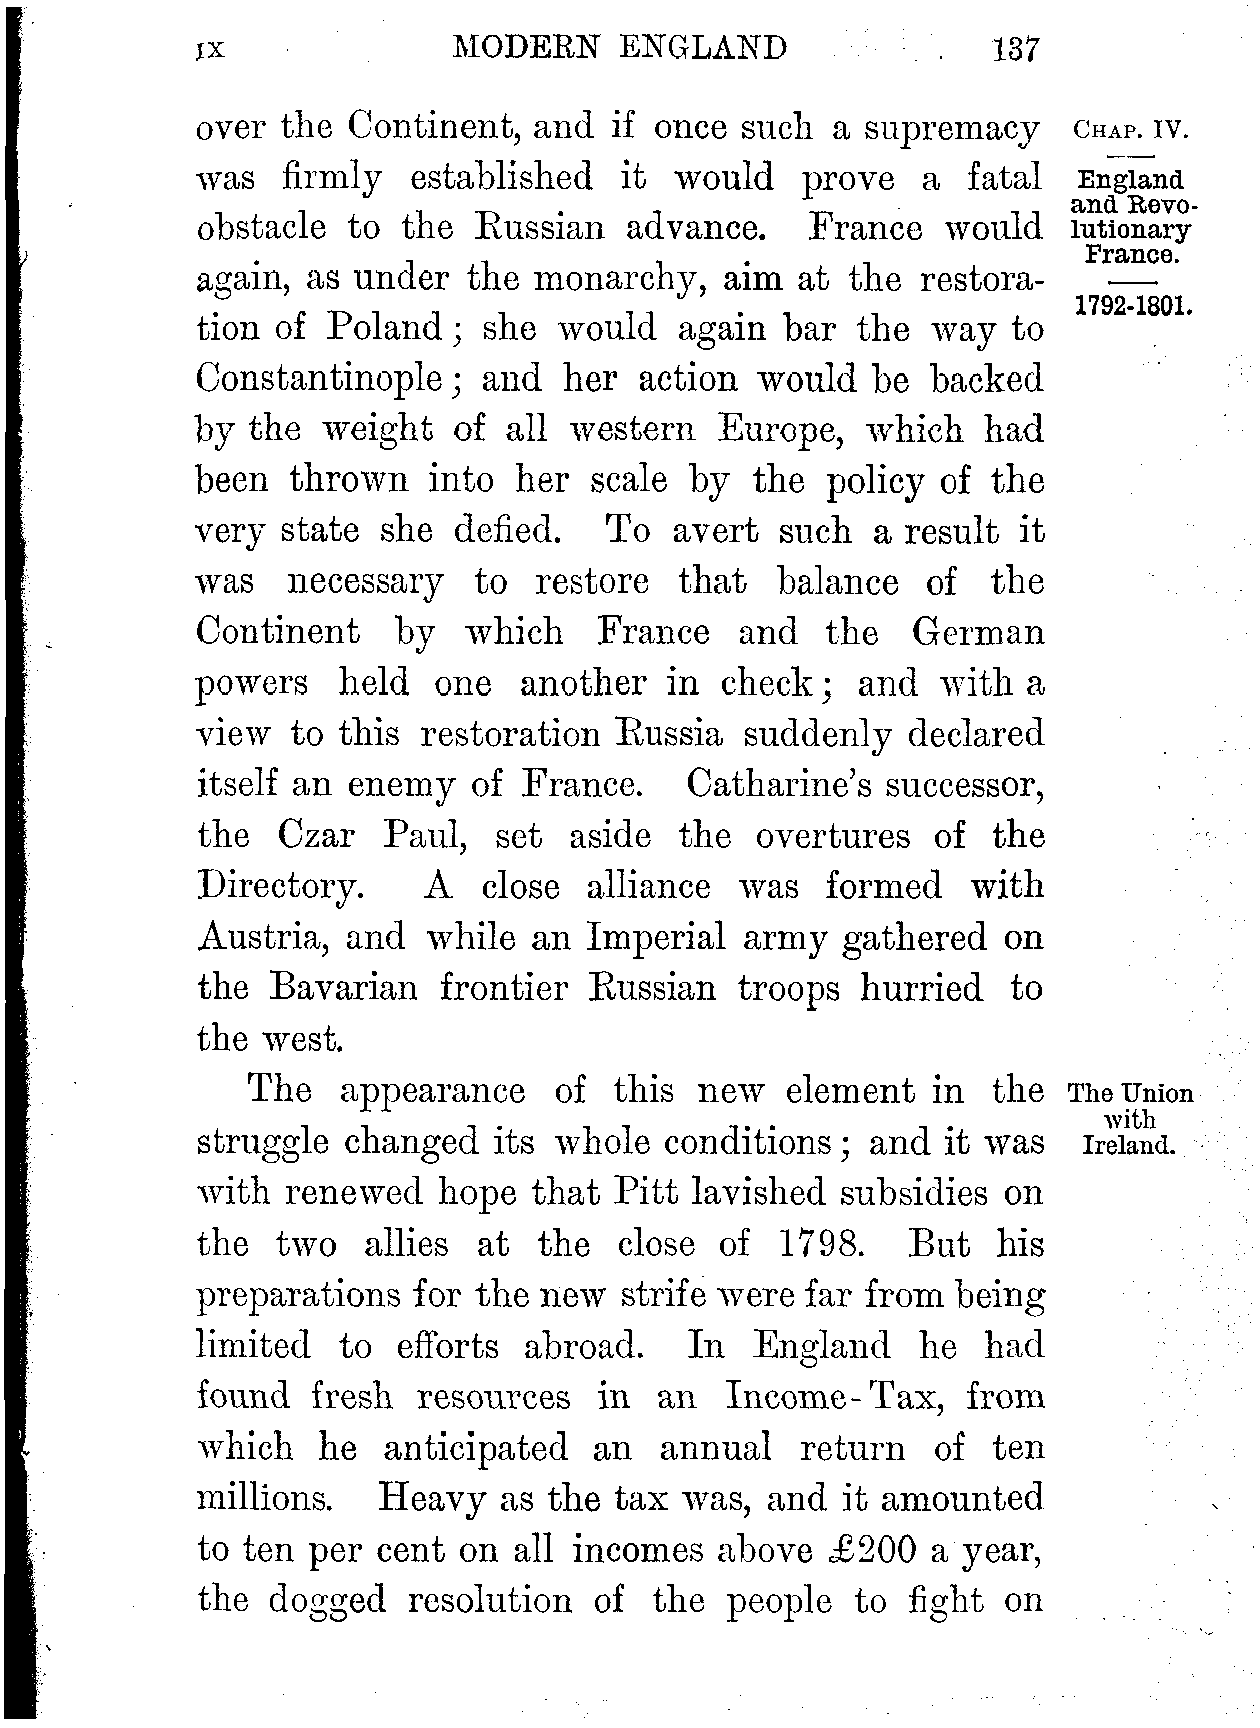 IX MODERN ENGLAND 137
over the Continent, and if once such a supremacy
was firmly established it would prove a fatal
obstacle to the Russian advance. France would
again, as under the monarchy, aim at the restora-
tion of Poland; she would again bar the way to
Constantinople; and her action would be backed
by the weight of all western Europe, which had
been thrown into her scale by the policy of the
very state she defied. To avert such a result it
was necessary to restore that balance of the
Continent by which France and the German
powers held one another in check; and with a
view to this restoration Russia suddenly declared
itself an enemy of France. Catharine's successor,
the Czar Paul, set aside the overtures of the
Directory. A close alliance was formed with
Austria, and while an Imperial army gathered on
the Bavarian frontier Russian troops hurried to
the west.
The appearance of this new element in the
struggle changed its whole conditions; and it was
with renewed hope that Pitt lavished subsidies on
the two allies at the close of 1798. But his
preparations for the new strife were far from being
limited to efforts abroad. In England he had
found fresh resources in an Income-Tax, from
which he anticipated an annual return of ten
millions. Heavy as the tax was, and it amounted
to ten per cent on all incomes above £200 a year,
the dogged resolution of the people to fight on
CHAP. IV.
England
and Revo-
lutionary
France.
1792-1801.
The Union
with
Ireland.